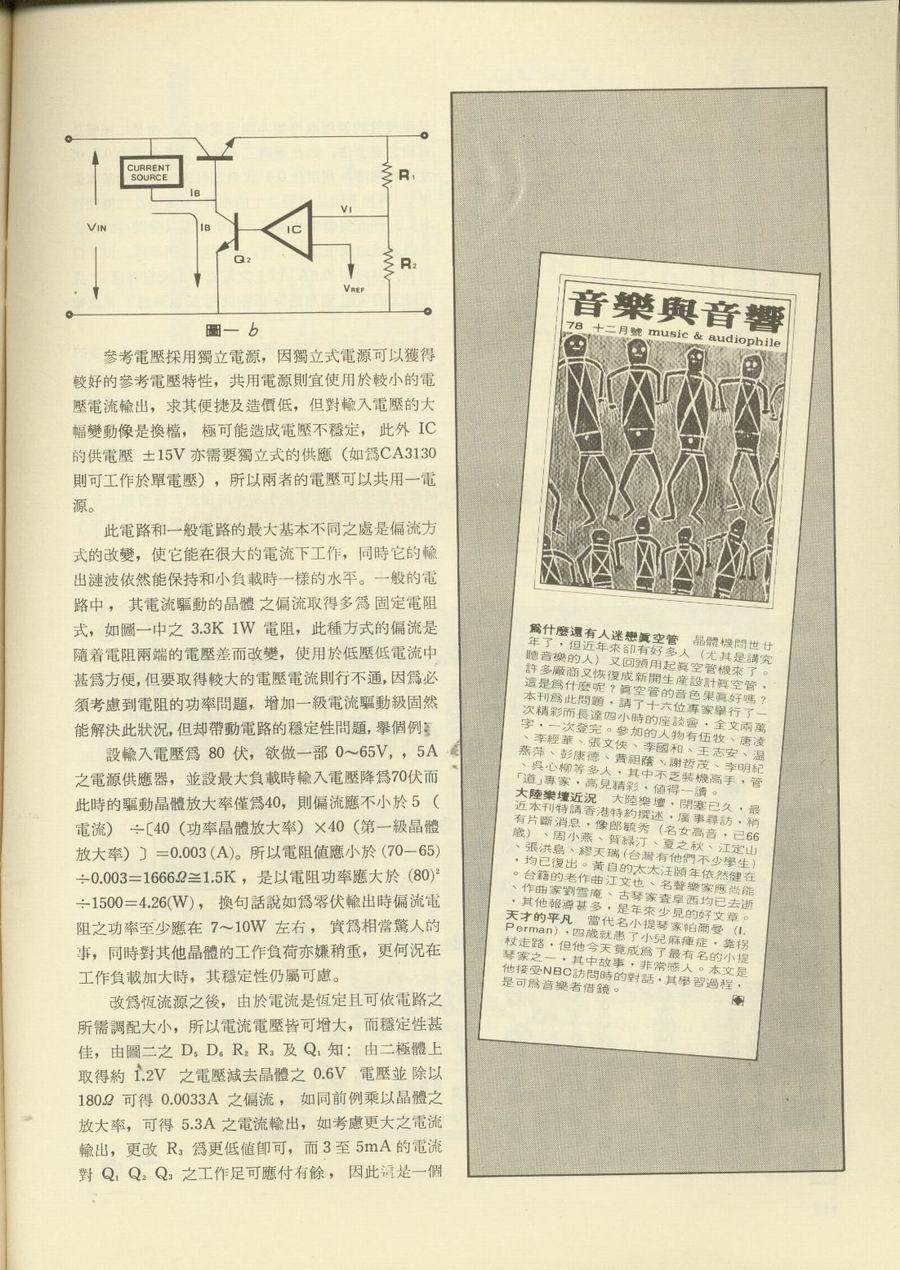 CURRENT
SOURCE
IB
IB
VIN
Q2
IC
V1
VREF
R1
R2
圖一 b
參考電壓採用獨立電源，因獨立式電源可以獲得
較好的參考電壓特性，共用電源則宜使用於較小的電
壓電流輸出，求其便捷及造價低，但對輸入電壓的大
幅變動像是換檔，極可能造成電壓不穩定，此外 IC
的供電壓 ±15V 亦需要獨立式的供應（如爲CA3130
則可工作於單電壓），所以兩者的電壓可以共用一電
源。
此電路和一般電路的最大基本不同之處是偏流方
式的改變，使它能在很大的電流下工作，同時它的輸
出漣波依然能保持和小負載時一樣的水平。一般的電
路中，其電流驅動的晶體之偏流取得多爲固定電阻
式，如圖一中之 3.3K 1W 電阻，此種方式的偏流是
隨着電阻兩端的電壓差而改變，使用於低壓低電流中
甚爲方便，但要取得較大的電壓電流則行不通，因爲必
須考慮到電阻的功率問題，增加一級電流驅動級固然
能解決此狀況，但却帶動電路的穩定性問題，舉個例：
設輸入電壓爲 80 伏，欲做一部 0～65V，，5A
之電源供應器，並設最大負載時輸入電壓降爲70伏而
此時的驅動晶體放大率僅爲40，則偏流應不小於 5（
電流）÷〔40（功率晶體放大率）×40（第一級晶體
放大率）〕=0.003(A)。所以電阻値應小於 (70−65)
÷0.003=1666Ω≅1.5K，是以電阻功率應大於 (80)²
÷1500=4.26(W)，換句話說如爲零伏輸出時偏流電
阻之功率至少應在 7～10W 左右，實爲相當驚人的
事，同時對其他晶體的工作負荷亦嫌稍重，更何況在
工作負載加大時，其穩定性仍屬可慮。
改爲恆流源之後，由於電流是恆定且可依電路之
所需調配大小，所以電流電壓皆可增大，而穩定性甚
佳，由圖二之 D5 D6 R2 R3 及 Q1 知：由二極體上
取得約 1.2V 之電壓減去晶體之 0.6V 電壓並除以
180Ω 可得 0.0033A 之偏流，如同前例乘以晶體之
放大率，可得 5.3A 之電流輸出，如考慮更大之電流
輸出，更改 R3 爲更低値卽可，而 3 至 5mA 的電流
對 Q1 Q2 Q3 之工作足可應付有餘，因此這是一個
音樂與音響
78 十二月號 music & audiophile
爲什麼還有人迷戀眞空管 晶體機問世廿
年了，但近年來卻有好多人（尤其是講究
聽音樂的人）又回頭用起眞空管機來了。
許多廠商又恢復成新開生產設計眞空管，
這是爲什麼呢？眞空管的音色果眞好嗎？
本刊爲此問題，請了十六位專家舉行了一
次精彩而長達四小時的座談會，全文兩萬
字，一次登完。參加的人物有伍牧、唐凌
、李經華、張文俠、李國和、王志安、温
燕萍、彭康德、曹祖蔭、謝哲茂、李明紀
、吳心柳等多人，其中不乏裝機高手，管
「道」專家，高見精彩，値得一讀。
大陸樂壇近況 大陸樂壇，閉塞已久，最
近本刊特請香港特約撰述，廣事尋訪，稍
有片斷消息，像郎毓秀（名女高音，已66
歲）、周小燕、賀綠汀、夏之秋、江定山
、張洪島、繆天瑞（台灣有他們不少學生）
，均已復出。黃自的太太汪頤年依然健在
。台籍的老作曲江文也、名聲樂家應尚能
、作曲家劉雪庵、古琴家査阜西均已去逝
，其他報導甚多，是年來少見的好文章。
天才的平凡 當代名小提琴家帕爾曼（I.
Perman），四歲就患了小兒麻痺症，靠拐
杖走路，但他今天竟成爲了最有名的小提
琴家之一，其中故事，非常感人。本文是
他接受NBC訪問時的對話，其學習過程，
是可爲音樂者借鏡。